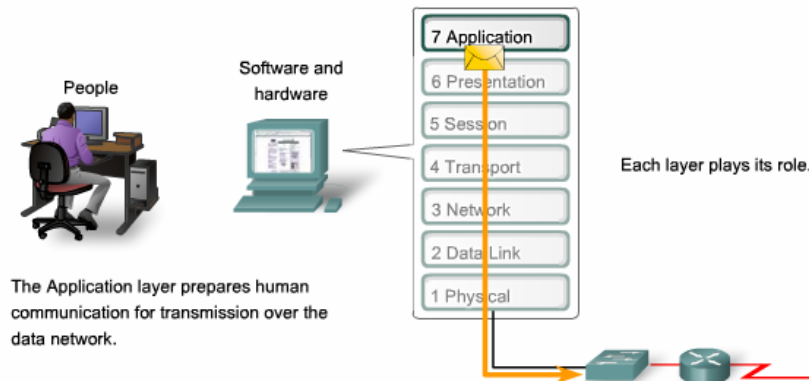 People
Software and
hardware
7 Application
6 Presentation
5 Session
4 Transport
3 Network
2 Data Link
1 Physical
Each layer plays its role.
The Application layer prepares human
communication for transmission over the
data network.